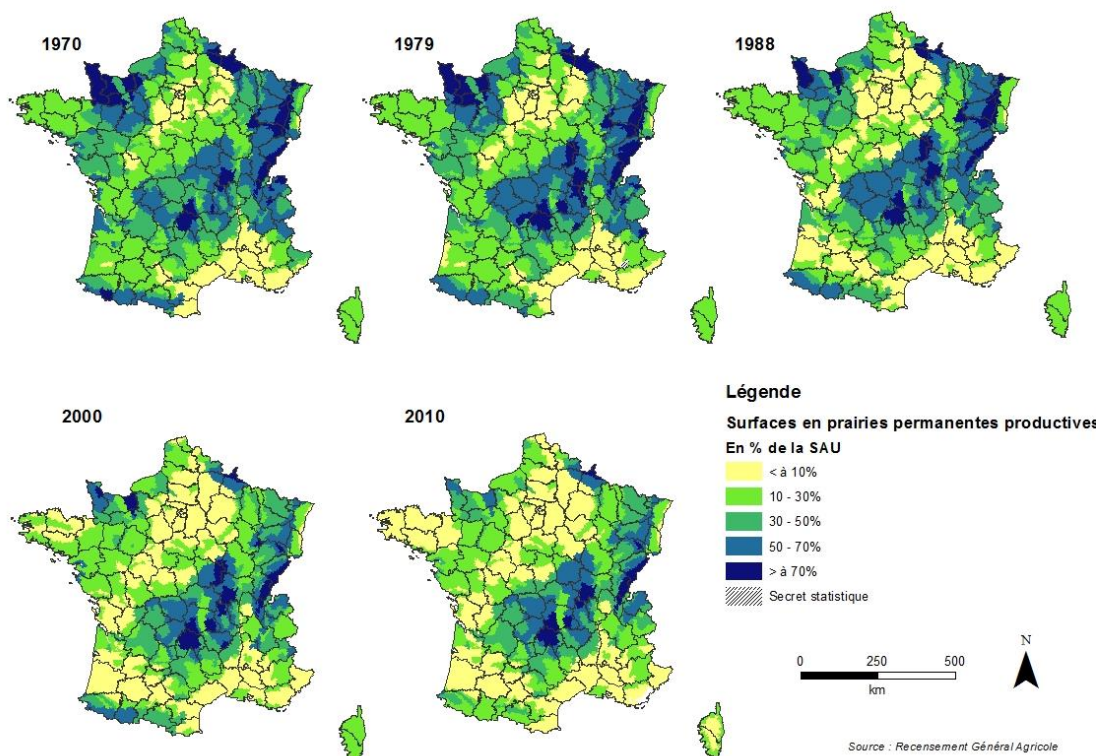 1970
1979
1988
2000
2010
Légende
Surfaces en prairies permanentes productives
En % de la SAU
< à 10%
10 - 30%
30 - 50%
50 - 70%
> à 70%
Secret statistique
0 250 500
km
N
Source : Recensement Général Agricole